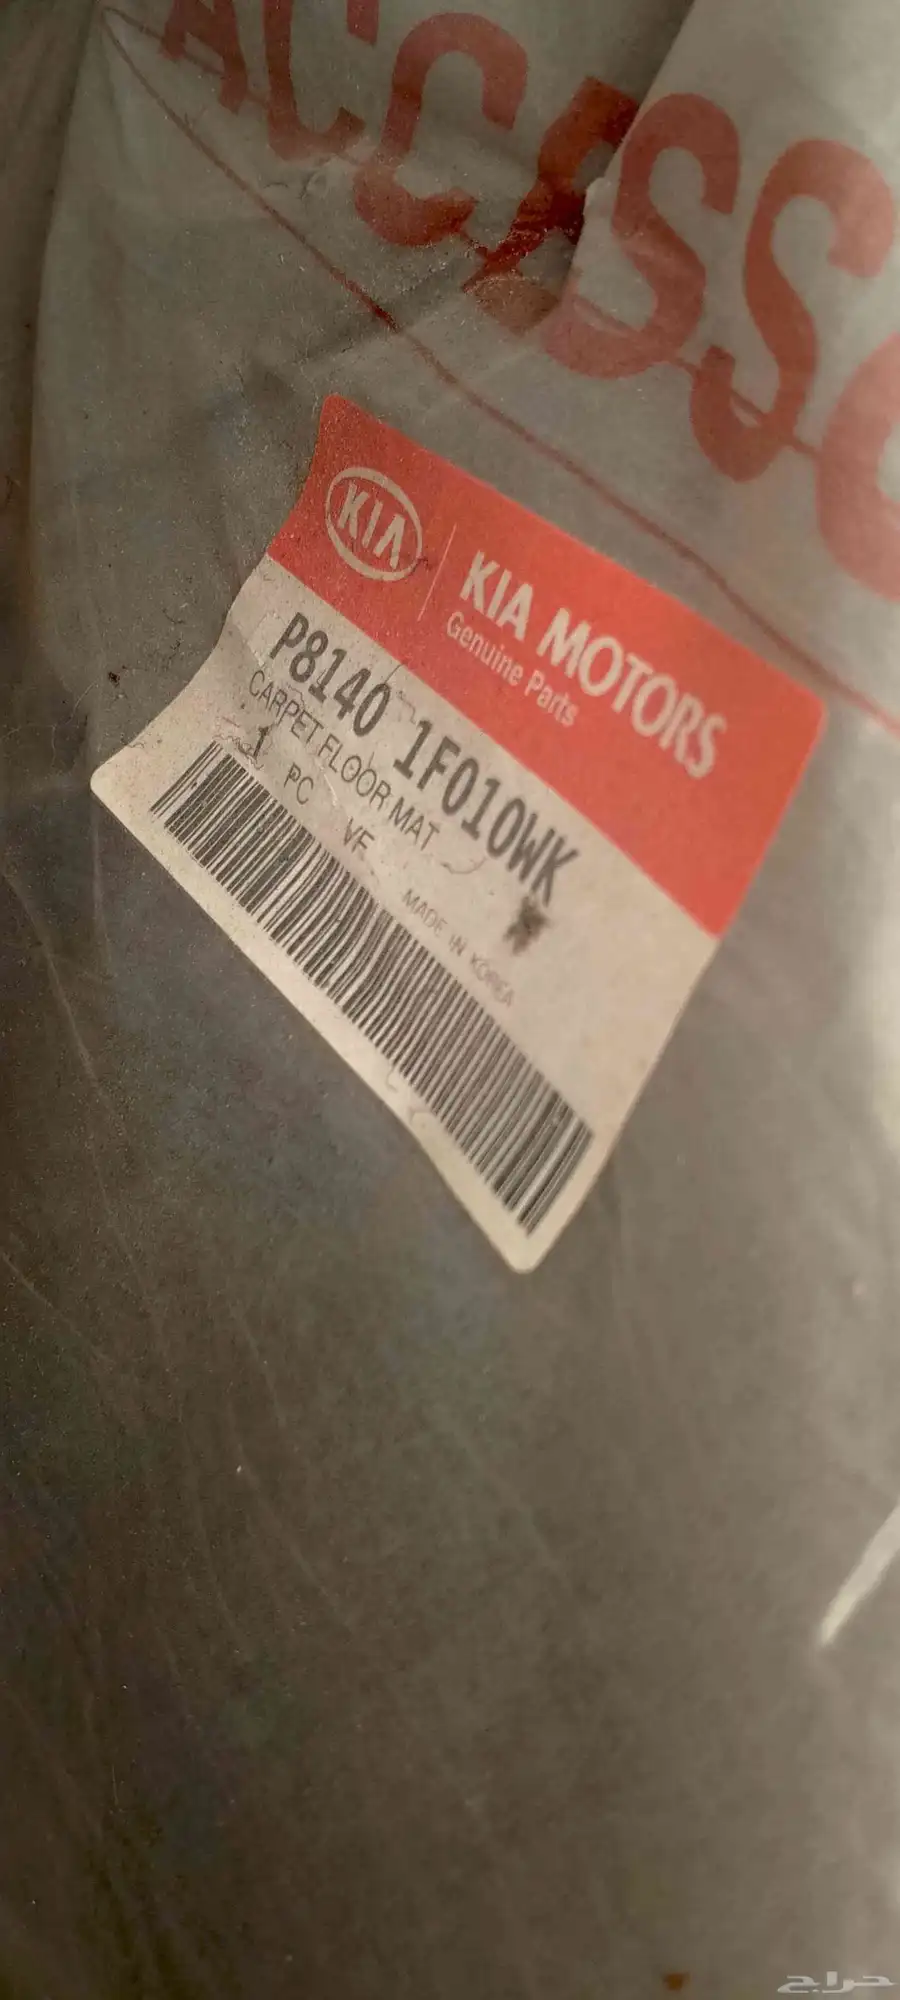 ACCESSO
KIA
KIA MOTORS
Genuine Parts
P8140 1F010WK
CARPET FLOOR MAT
1 PC VF
MADE IN KOREA
حراج